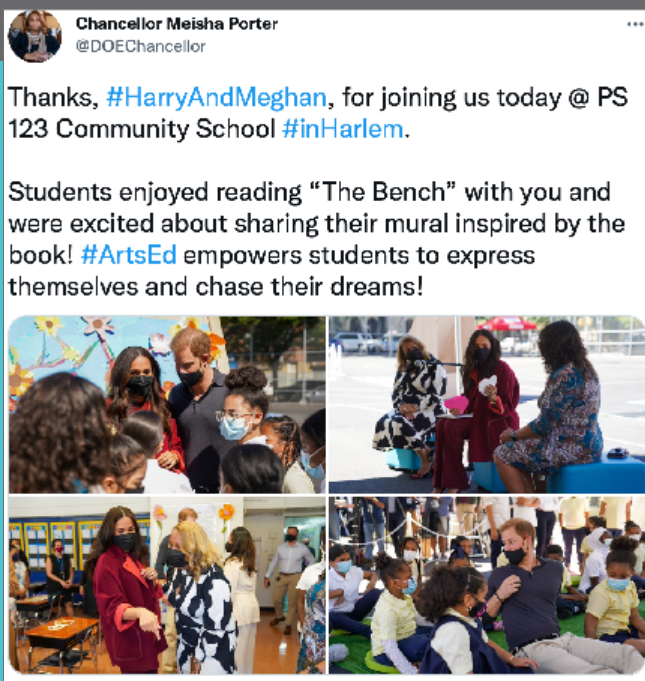 Chancellor Meisha Porter
@DOEChancellor
Thanks, #HarryAndMeghan, for joining us today @ PS
123 Community School #inHarlem.
Students enjoyed reading “The Bench” with you and
were excited about sharing their mural inspired by the
book! #ArtsEd empowers students to express
themselves and chase their dreams!